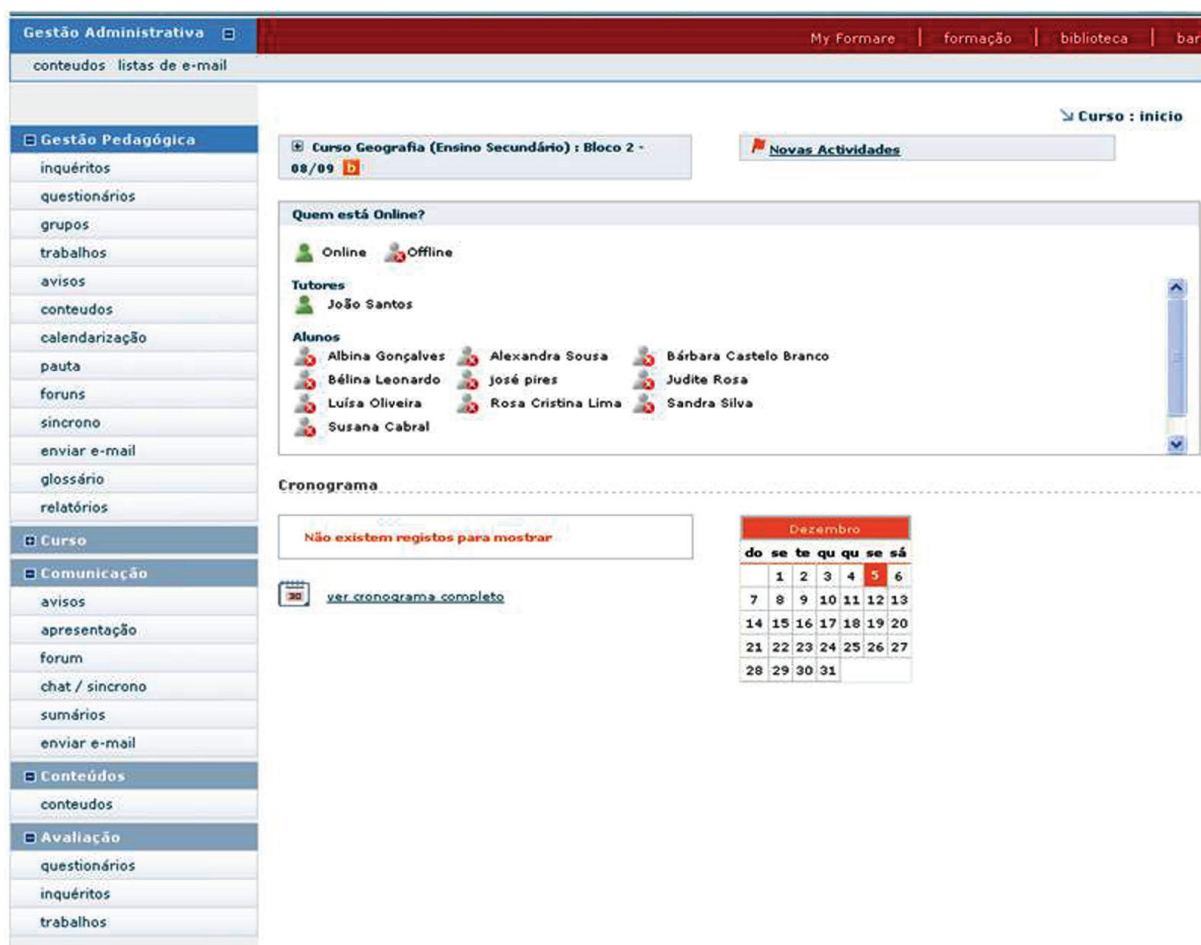 Gestão Administrativa
My Formare | formação | biblioteca | bar
conteudos listas de e-mail
Curso : inicio
Gestão Pedagógica
inquéritos
questionários
grupos
trabalhos
avisos
conteudos
calendarização
pauta
foruns
sincrono
enviar e-mail
glossário
relatórios
Curso
Comunicação
avisos
apresentação
forum
chat / sincrono
sumários
enviar e-mail
Conteúdos
conteudos
Avaliação
questionários
inquéritos
trabalhos
Curso Geografia (Ensino Secundário) : Bloco 2 -
08/09 b
Novas Actividades
Quem está Online?
Online Offline
Tutores
João Santos
Alunos
Albina Gonçalves Alexandra Sousa Bárbara Castelo Branco
Bélina Leonardo josé pires Judite Rosa
Luísa Oliveira Rosa Cristina Lima Sandra Silva
Susana Cabral
Cronograma
Não existem registos para mostrar
30 ver cronograma completo
Dezembro
do se te qu qu se sá
1 2 3 4 5 6
7 8 9 10 11 12 13
14 15 16 17 18 19 20
21 22 23 24 25 26 27
28 29 30 31